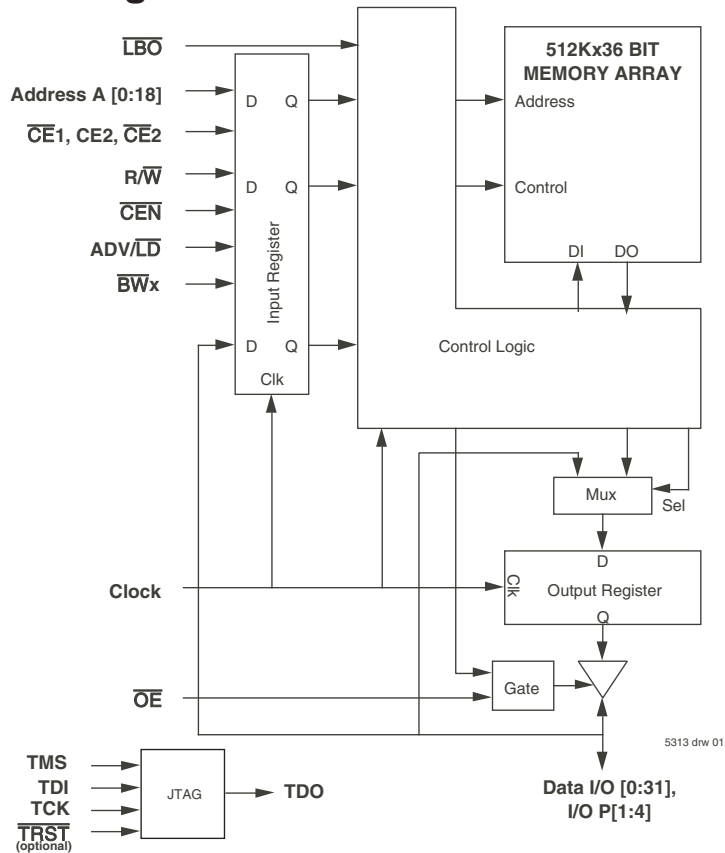 LBO
512Kx36 BIT
MEMORY ARRAY
Address A [0:18]
D Q
Address
CE1, CE2, CE2
R/W
D Q
Control
CEN
ADV/LD
BWx
Input Register
DI DO
D Q
Control Logic
Clk
Mux
Sel
D
Clock
Clk
Output Register
Q
Gate
OE
5313 drw 01
TMS
TDI
TCK
TRST
(optional)
JTAG
TDO
Data I/O [0:31],
I/O P[1:4]